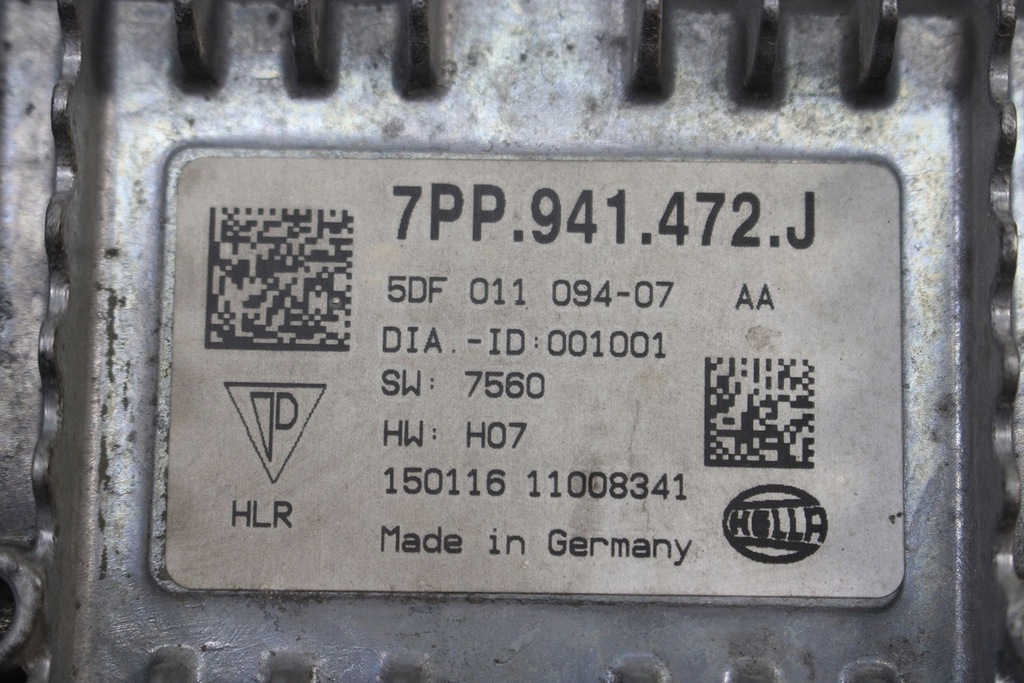 7PP.941.472.J
5DF 011 094-07 AA
DIA.-ID:001001
SW: 7560
HW: H07
150116 11008341
Made in Germany
D
HLR
HELLA